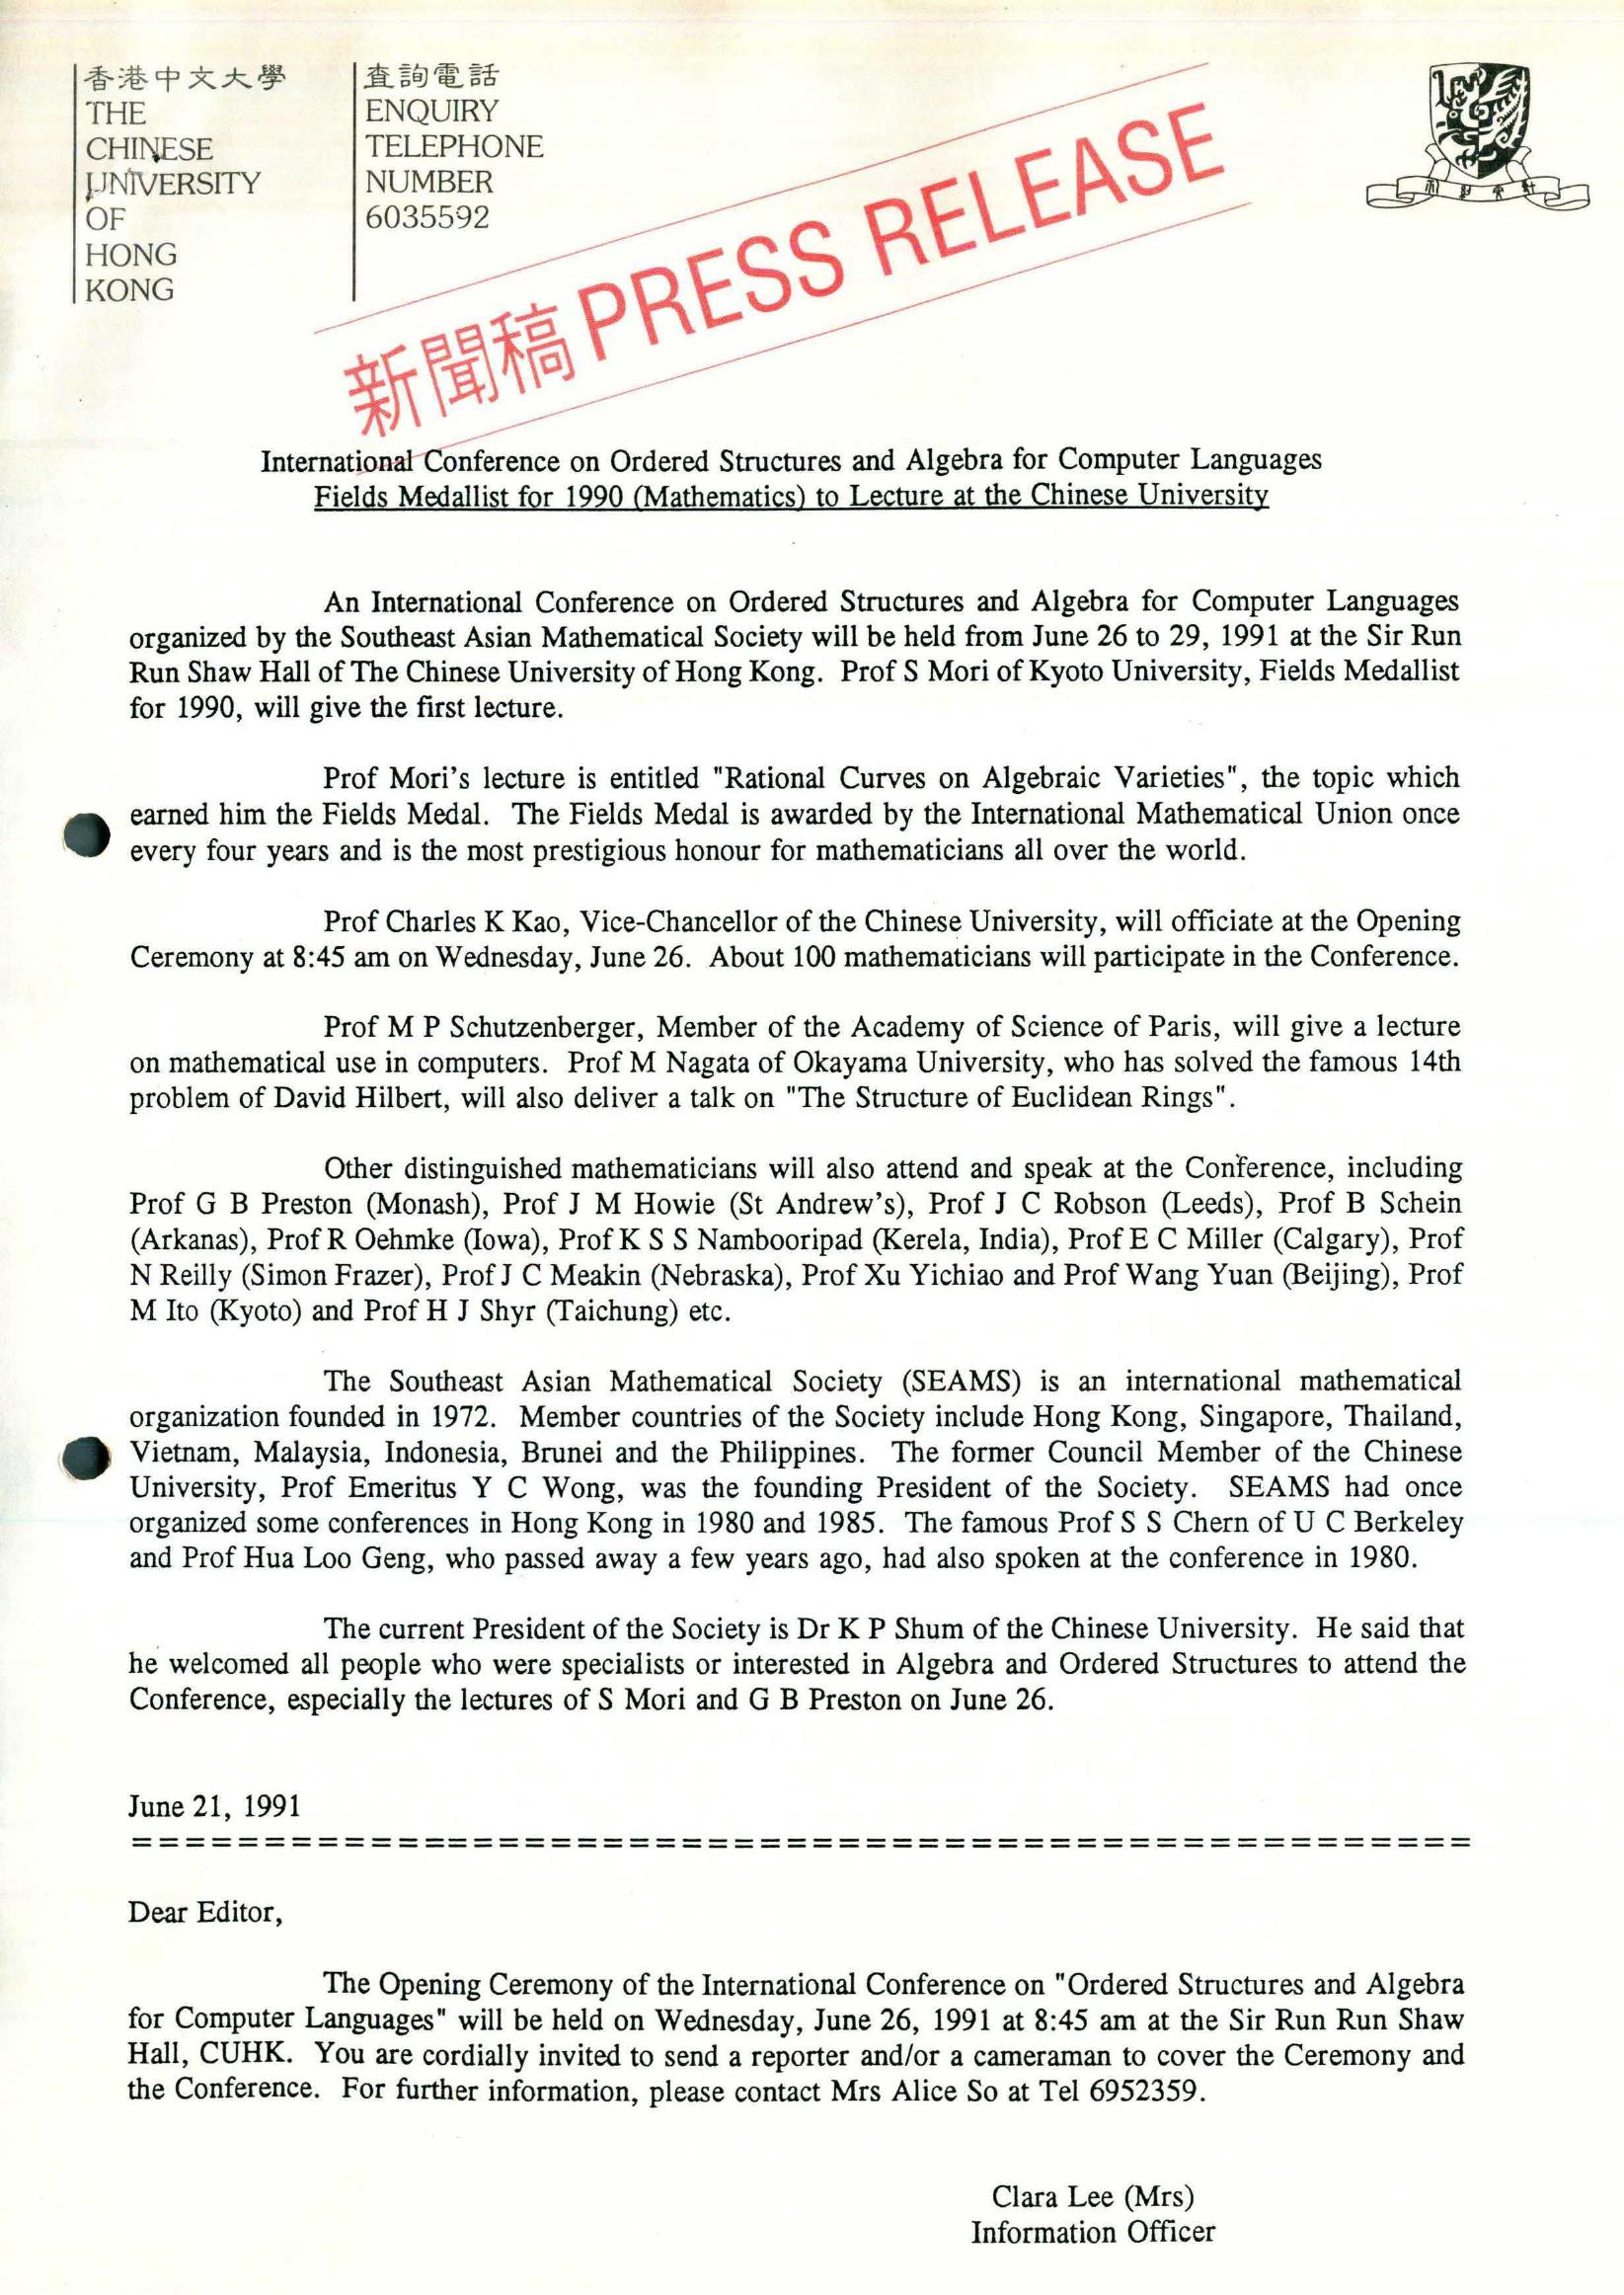 香港中文大學
THE
CHINESE
UNIVERSITY
OF
HONG
KONG
查詢電話
ENQUIRY
TELEPHONE
NUMBER
6035592
新聞稿 PRESS RELEASE
International Conference on Ordered Structures and Algebra for Computer Languages
Fields Medallist for 1990 (Mathematics) to Lecture at the Chinese University
An International Conference on Ordered Structures and Algebra for Computer Languages
organized by the Southeast Asian Mathematical Society will be held from June 26 to 29, 1991 at the Sir Run
Run Shaw Hall of The Chinese University of Hong Kong. Prof S Mori of Kyoto University, Fields Medallist
for 1990, will give the first lecture.
Prof Mori's lecture is entitled "Rational Curves on Algebraic Varieties", the topic which
earned him the Fields Medal. The Fields Medal is awarded by the International Mathematical Union once
every four years and is the most prestigious honour for mathematicians all over the world.
Prof Charles K Kao, Vice-Chancellor of the Chinese University, will officiate at the Opening
Ceremony at 8:45 am on Wednesday, June 26. About 100 mathematicians will participate in the Conference.
Prof M P Schutzenberger, Member of the Academy of Science of Paris, will give a lecture
on mathematical use in computers. Prof M Nagata of Okayama University, who has solved the famous 14th
problem of David Hilbert, will also deliver a talk on "The Structure of Euclidean Rings".
Other distinguished mathematicians will also attend and speak at the Conference, including
Prof G B Preston (Monash), Prof J M Howie (St Andrew's), Prof J C Robson (Leeds), Prof B Schein
(Arkanas), Prof R Oehmke (Iowa), Prof K S S Nambooripad (Kerela, India), Prof E C Miller (Calgary), Prof
N Reilly (Simon Frazer), Prof J C Meakin (Nebraska), Prof Xu Yichiao and Prof Wang Yuan (Beijing), Prof
M Ito (Kyoto) and Prof H J Shyr (Taichung) etc.
The Southeast Asian Mathematical Society (SEAMS) is an international mathematical
organization founded in 1972. Member countries of the Society include Hong Kong, Singapore, Thailand,
Vietnam, Malaysia, Indonesia, Brunei and the Philippines. The former Council Member of the Chinese
University, Prof Emeritus Y C Wong, was the founding President of the Society. SEAMS had once
organized some conferences in Hong Kong in 1980 and 1985. The famous Prof S S Chern of U C Berkeley
and Prof Hua Loo Geng, who passed away a few years ago, had also spoken at the conference in 1980.
The current President of the Society is Dr K P Shum of the Chinese University. He said that
he welcomed all people who were specialists or interested in Algebra and Ordered Structures to attend the
Conference, especially the lectures of S Mori and G B Preston on June 26.
June 21, 1991
===================================================
Dear Editor,
The Opening Ceremony of the International Conference on "Ordered Structures and Algebra
for Computer Languages" will be held on Wednesday, June 26, 1991 at 8:45 am at the Sir Run Run Shaw
Hall, CUHK. You are cordially invited to send a reporter and/or a cameraman to cover the Ceremony and
the Conference. For further information, please contact Mrs Alice So at Tel 6952359.
Clara Lee (Mrs)
Information Officer